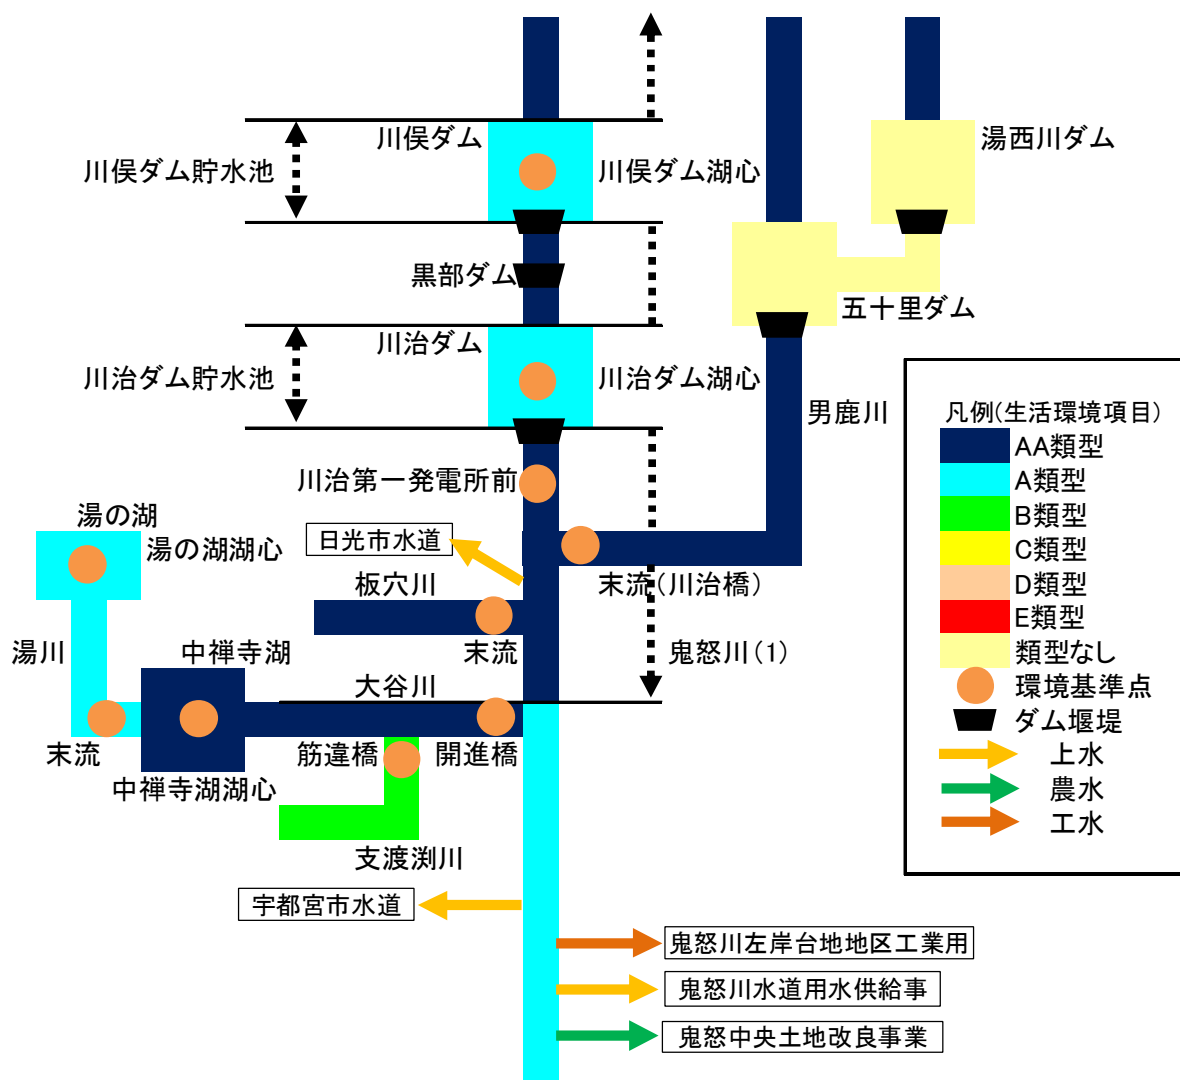 川俣ダム
湯西川ダム
川俣ダム貯水池
川俣ダム湖心
黒部ダム
五十里ダム
川治ダム
川治ダム貯水池
川治ダム湖心
男鹿川
凡例(生活環境項目)
AA類型
A類型
B類型
C類型
D類型
E類型
類型なし
環境基準点
ダム堰堤
上水
農水
工水
川治第一発電所前
湯の湖
湯の湖湖心
日光市水道
末流(川治橋)
板穴川
末流
鬼怒川(1)
湯川
中禅寺湖
大谷川
末流
筋違橋
開進橋
中禅寺湖湖心
支渡渕川
宇都宮市水道
鬼怒川左岸台地地区工業用
鬼怒川水道用水供給事
鬼怒中央土地改良事業